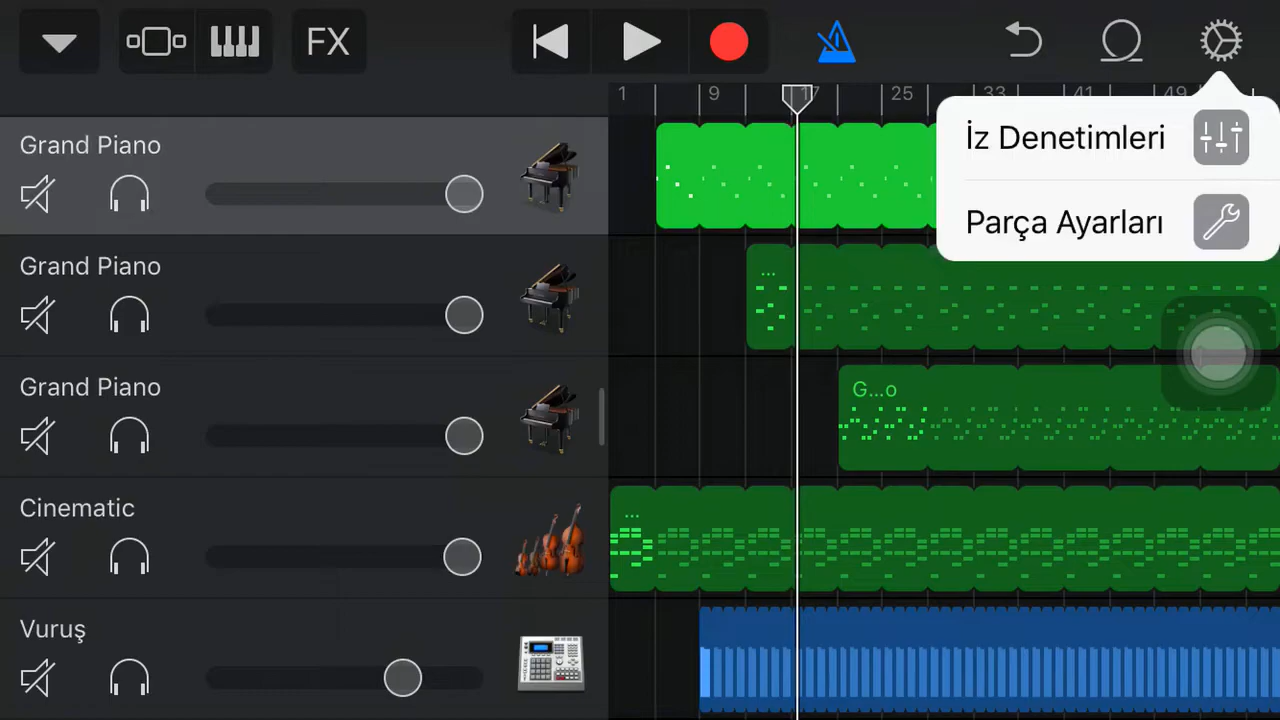 FX
1 9 17 25 33 41 49
İz Denetimleri
Parça Ayarları
Grand Piano
Grand Piano
...
Grand Piano
G...o
Cinematic
...
Vuruş